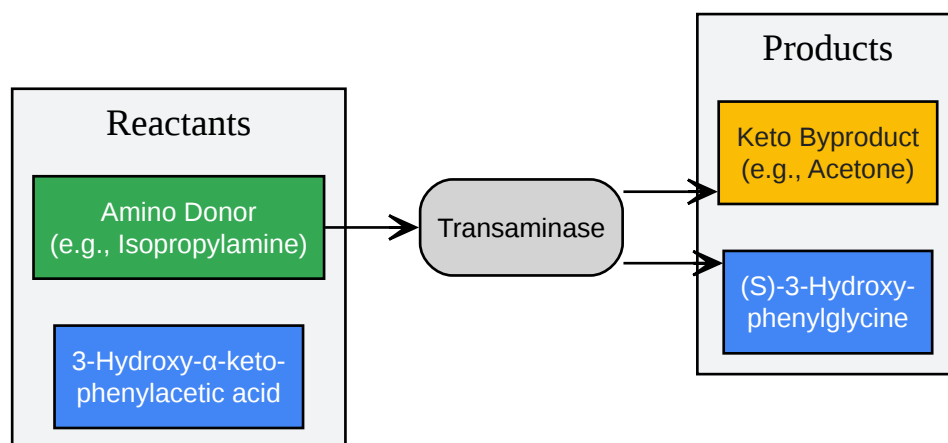 Reactants
Amino Donor
(e.g., Isopropylamine)
3-Hydroxy-α-keto-
phenylacetic acid
Transaminase
Products
Keto Byproduct
(e.g., Acetone)
(S)-3-Hydroxy-
phenylglycine